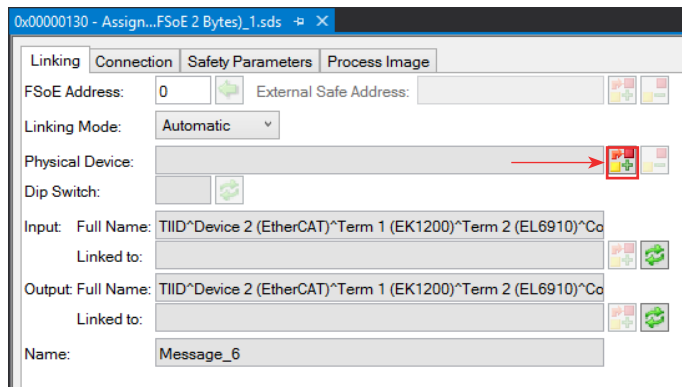 0x00000130 - Assign...FSoE 2 Bytes)_1.sds
Linking Connection Safety Parameters Process Image
FSoE Address: 0 External Safe Address:
Linking Mode: Automatic
Physical Device:
Dip Switch:
Input: Full Name: TIID^Device 2 (EtherCAT)^Term 1 (EK1200)^Term 2 (EL6910)^Co
Linked to:
Output: Full Name: TIID^Device 2 (EtherCAT)^Term 1 (EK1200)^Term 2 (EL6910)^Co
Linked to:
Name: Message_6